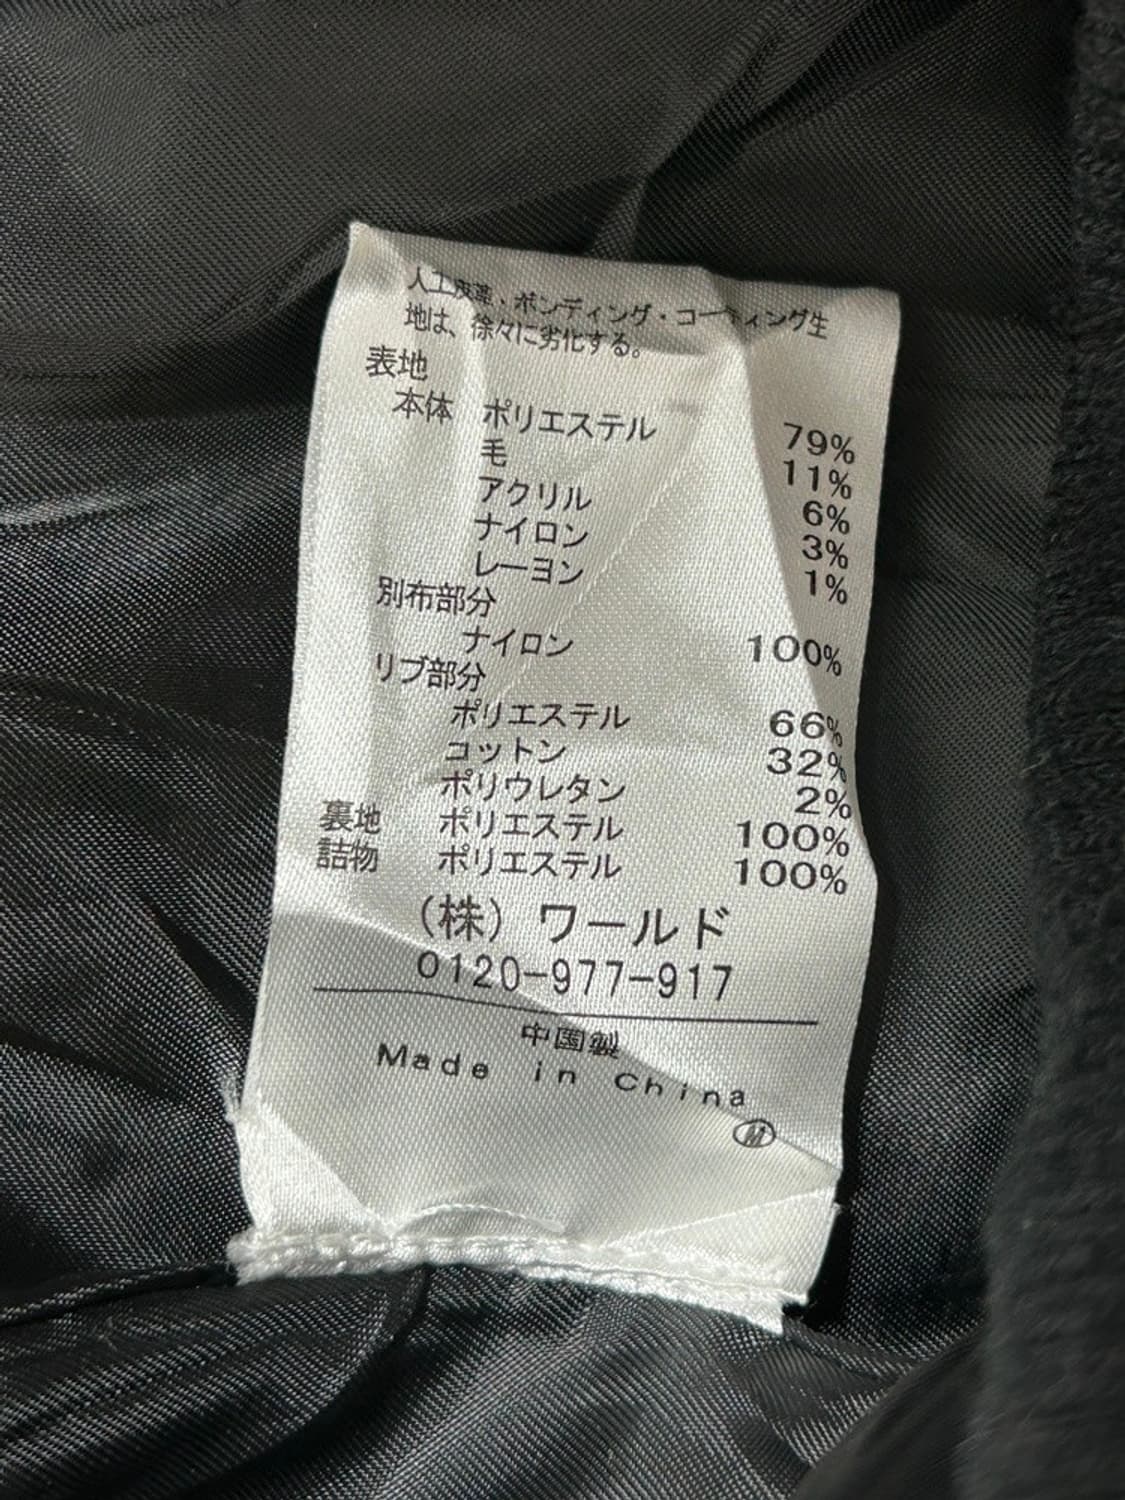 人工皮革・ボンディング・コーティング生
地は、徐々に劣化する。
表地
本体 ポリエステル 79%
毛 11%
アクリル 6%
ナイロン 3%
レーヨン 1%
別布部分
ナイロン 100%
リブ部分
ポリエステル 66%
コットン 32%
ポリウレタン 2%
裏地 ポリエステル 100%
詰物 ポリエステル 100%
（株）ワールド
0120-977-917
中国製
Made in China
M